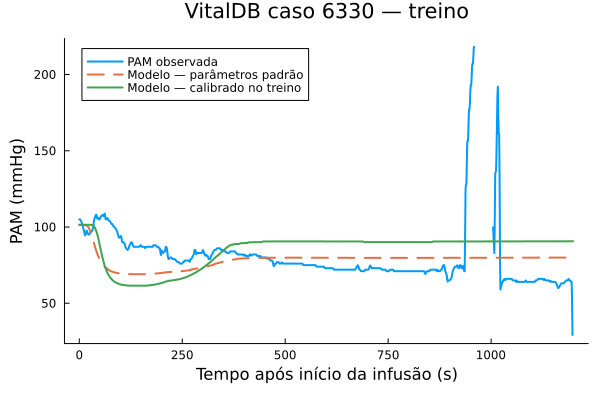 VitalDB caso 6330 — treino
PAM observada
Modelo — parâmetros padrão
Modelo — calibrado no treino
PAM (mmHg)
200
150
100
50
0
250
500
750
1000
Tempo após início da infusão (s)